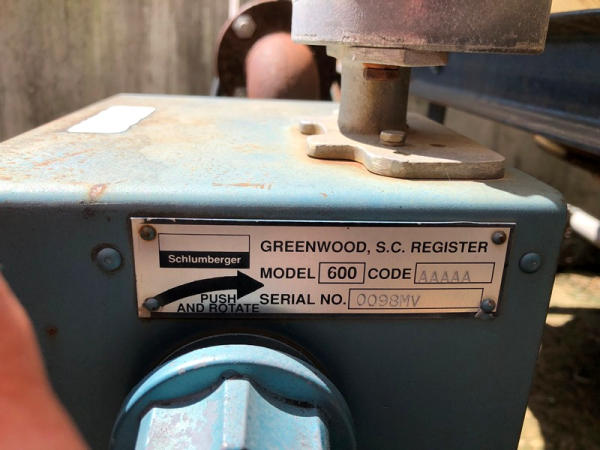 Schlumberger
GREENWOOD, S.C. REGISTER
MODEL 600 CODE AAAAA
SERIAL NO. 0098MV
PUSH
AND ROTATE